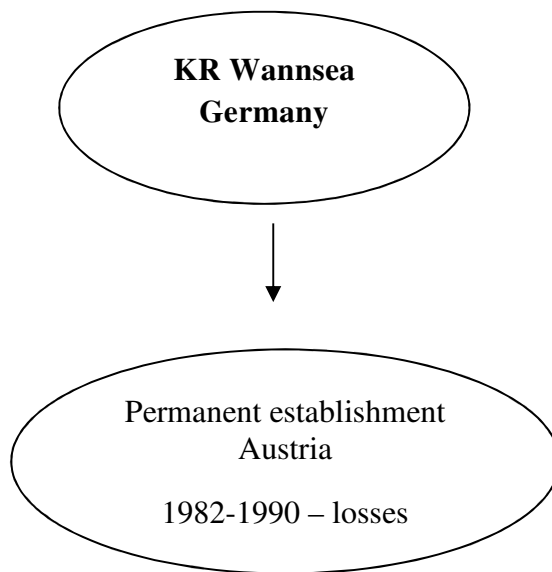 KR Wannsea
Germany
Permanent establishment
Austria
1982-1990 – losses